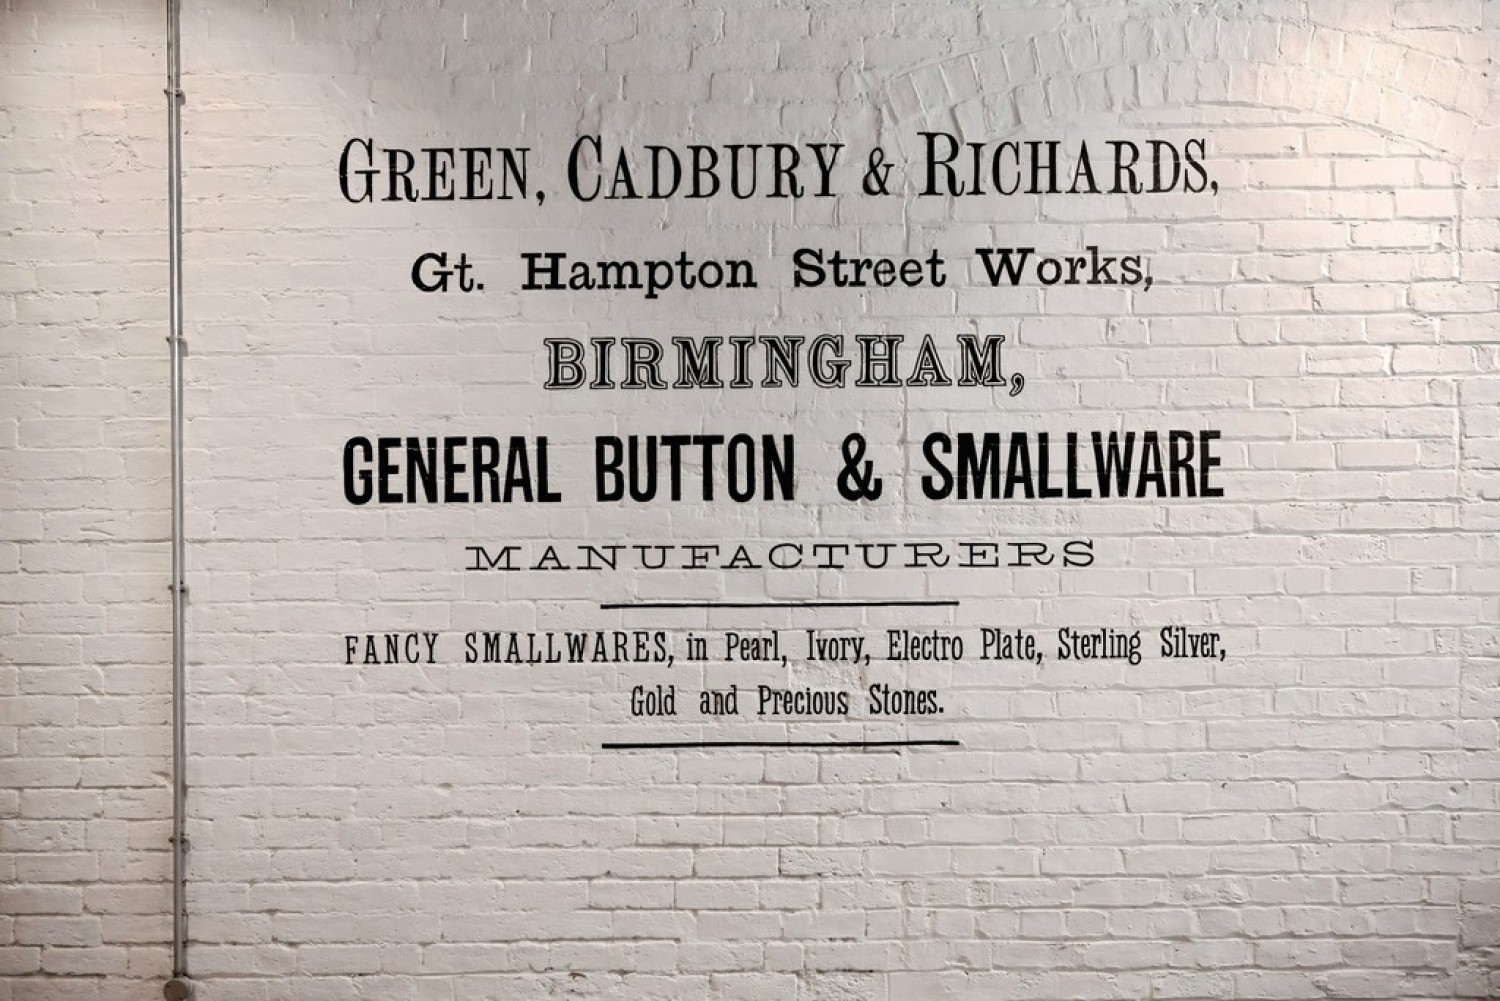 GREEN, CADBURY & RICHARDS,
Gt. Hampton Street Works,
BIRMINGHAM,
GENERAL BUTTON & SMALLWARE
MANUFACTURERS
FANCY SMALLWARES, in Pearl, Ivory, Electro Plate, Sterling Silver,
Gold and Precious Stones.